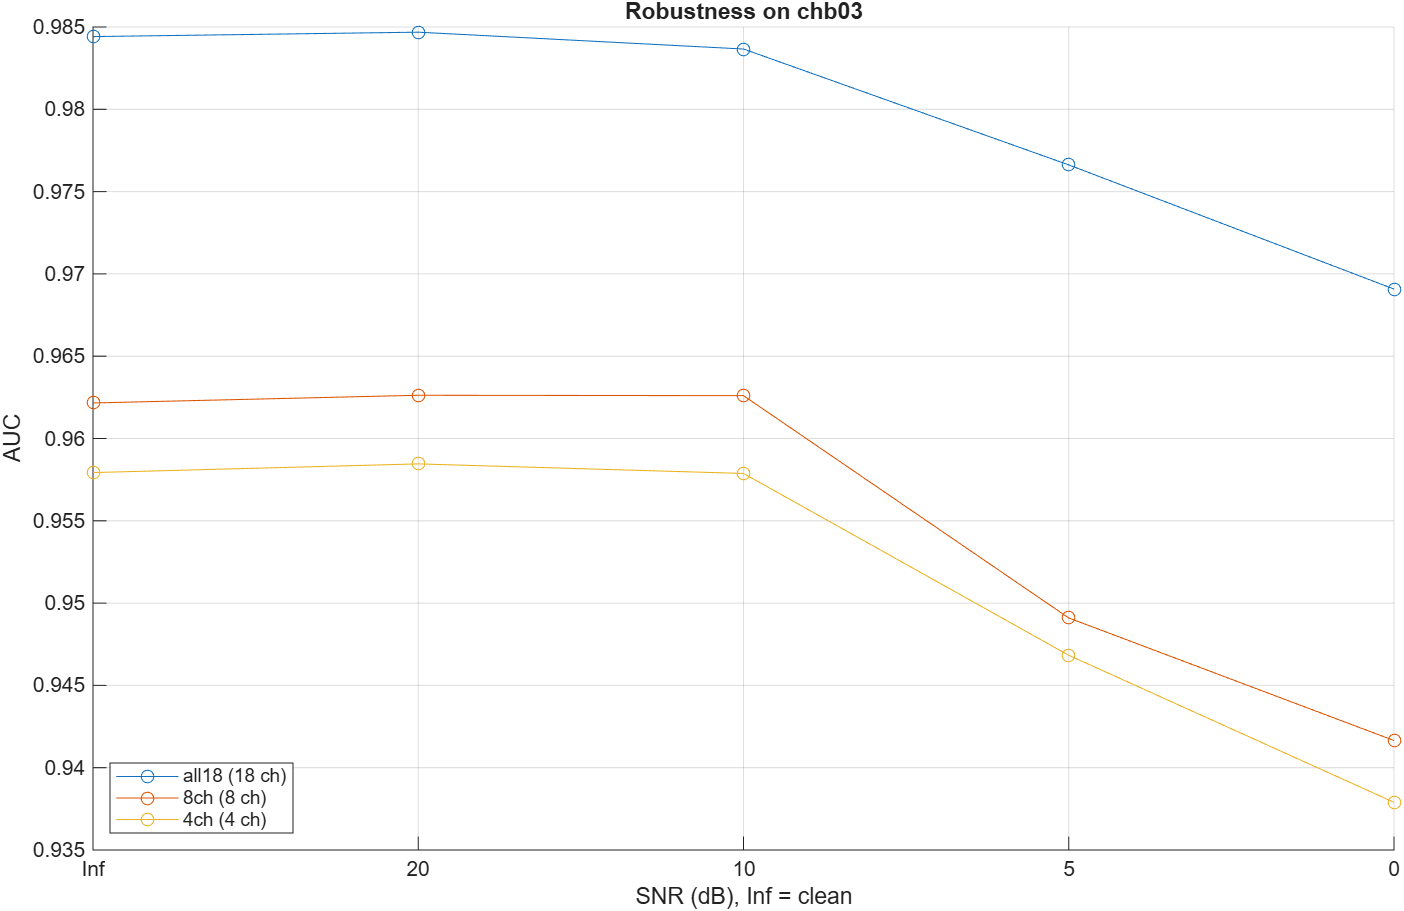 Robustness on chb03
0.985
0.98
0.975
0.97
0.965
0.96
0.955
0.95
0.945
0.94
0.935
AUC
all18 (18 ch)
8ch (8 ch)
4ch (4 ch)
Inf 20 10 5 0
SNR (dB), Inf = clean